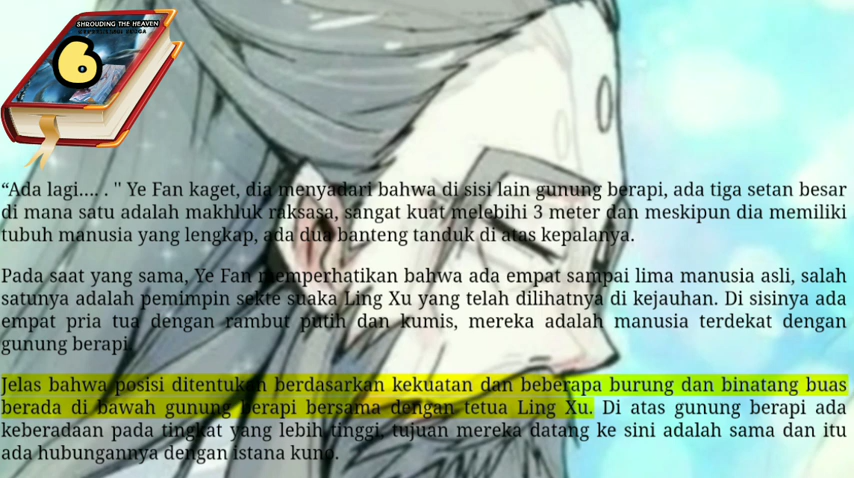 SHROUDING THE HEAVEN
6
“Ada lagi.... . " Ye Fan kaget, dia menyadari bahwa di sisi lain gunung berapi, ada tiga setan besar
di mana satu adalah makhluk raksasa, sangat kuat melebihi 3 meter dan meskipun dia memiliki
tubuh manusia yang lengkap, ada dua banteng tanduk di atas kepalanya.
Pada saat yang sama, Ye Fan memperhatikan bahwa ada empat sampai lima manusia asli, salah
satunya adalah pemimpin sekte suaka Ling Xu yang telah dilihatnya di kejauhan. Di sisinya ada
empat pria tua dengan rambut putih dan kumis, mereka adalah manusia terdekat dengan
gunung berapi.
Jelas bahwa posisi ditentukan berdasarkan kekuatan dan beberapa burung dan binatang buas
berada di bawah gunung berapi bersama dengan tetua Ling Xu. Di atas gunung berapi ada
keberadaan pada tingkat yang lebih tinggi, tujuan mereka datang ke sini adalah sama dan itu
ada hubungannya dengan istana kuno.